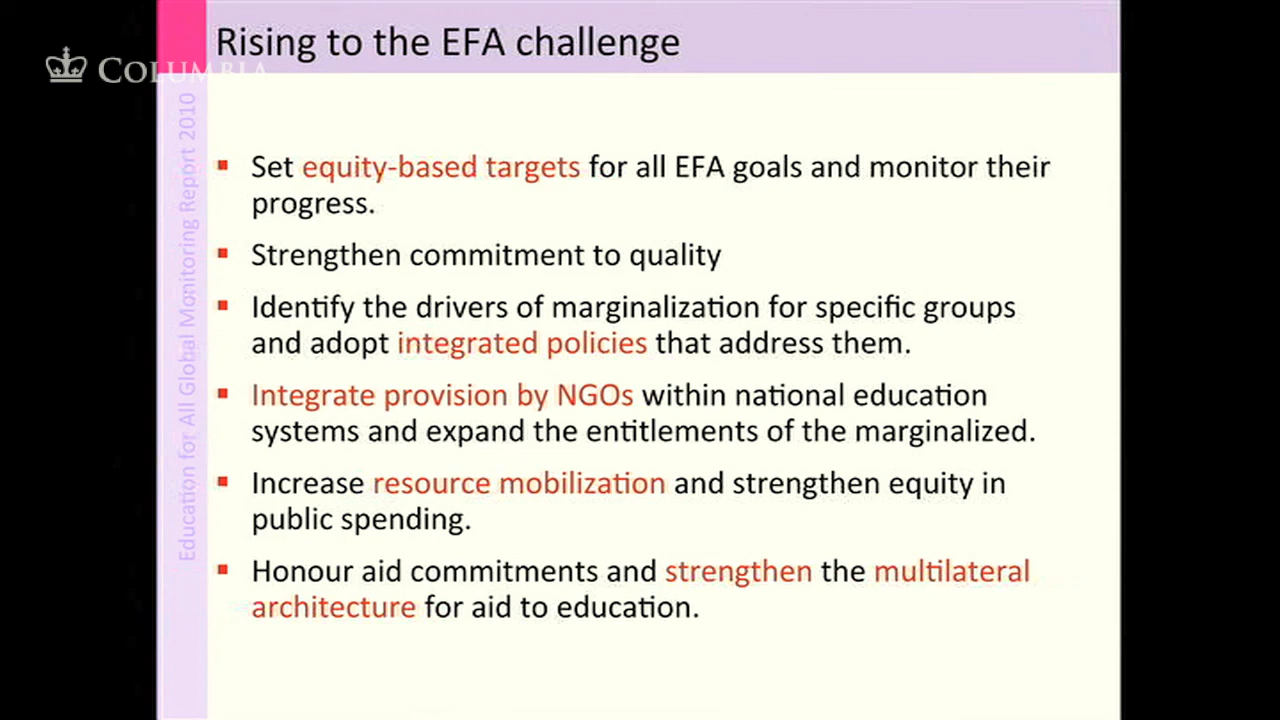 Rising to the EFA challenge
COLUMBIA
Education for All Global Monitoring Report 2010
Set equity-based targets for all EFA goals and monitor their
progress.
Strengthen commitment to quality
Identify the drivers of marginalization for specific groups
and adopt integrated policies that address them.
Integrate provision by NGOs within national education
systems and expand the entitlements of the marginalized.
Increase resource mobilization and strengthen equity in
public spending.
Honour aid commitments and strengthen the multilateral
architecture for aid to education.